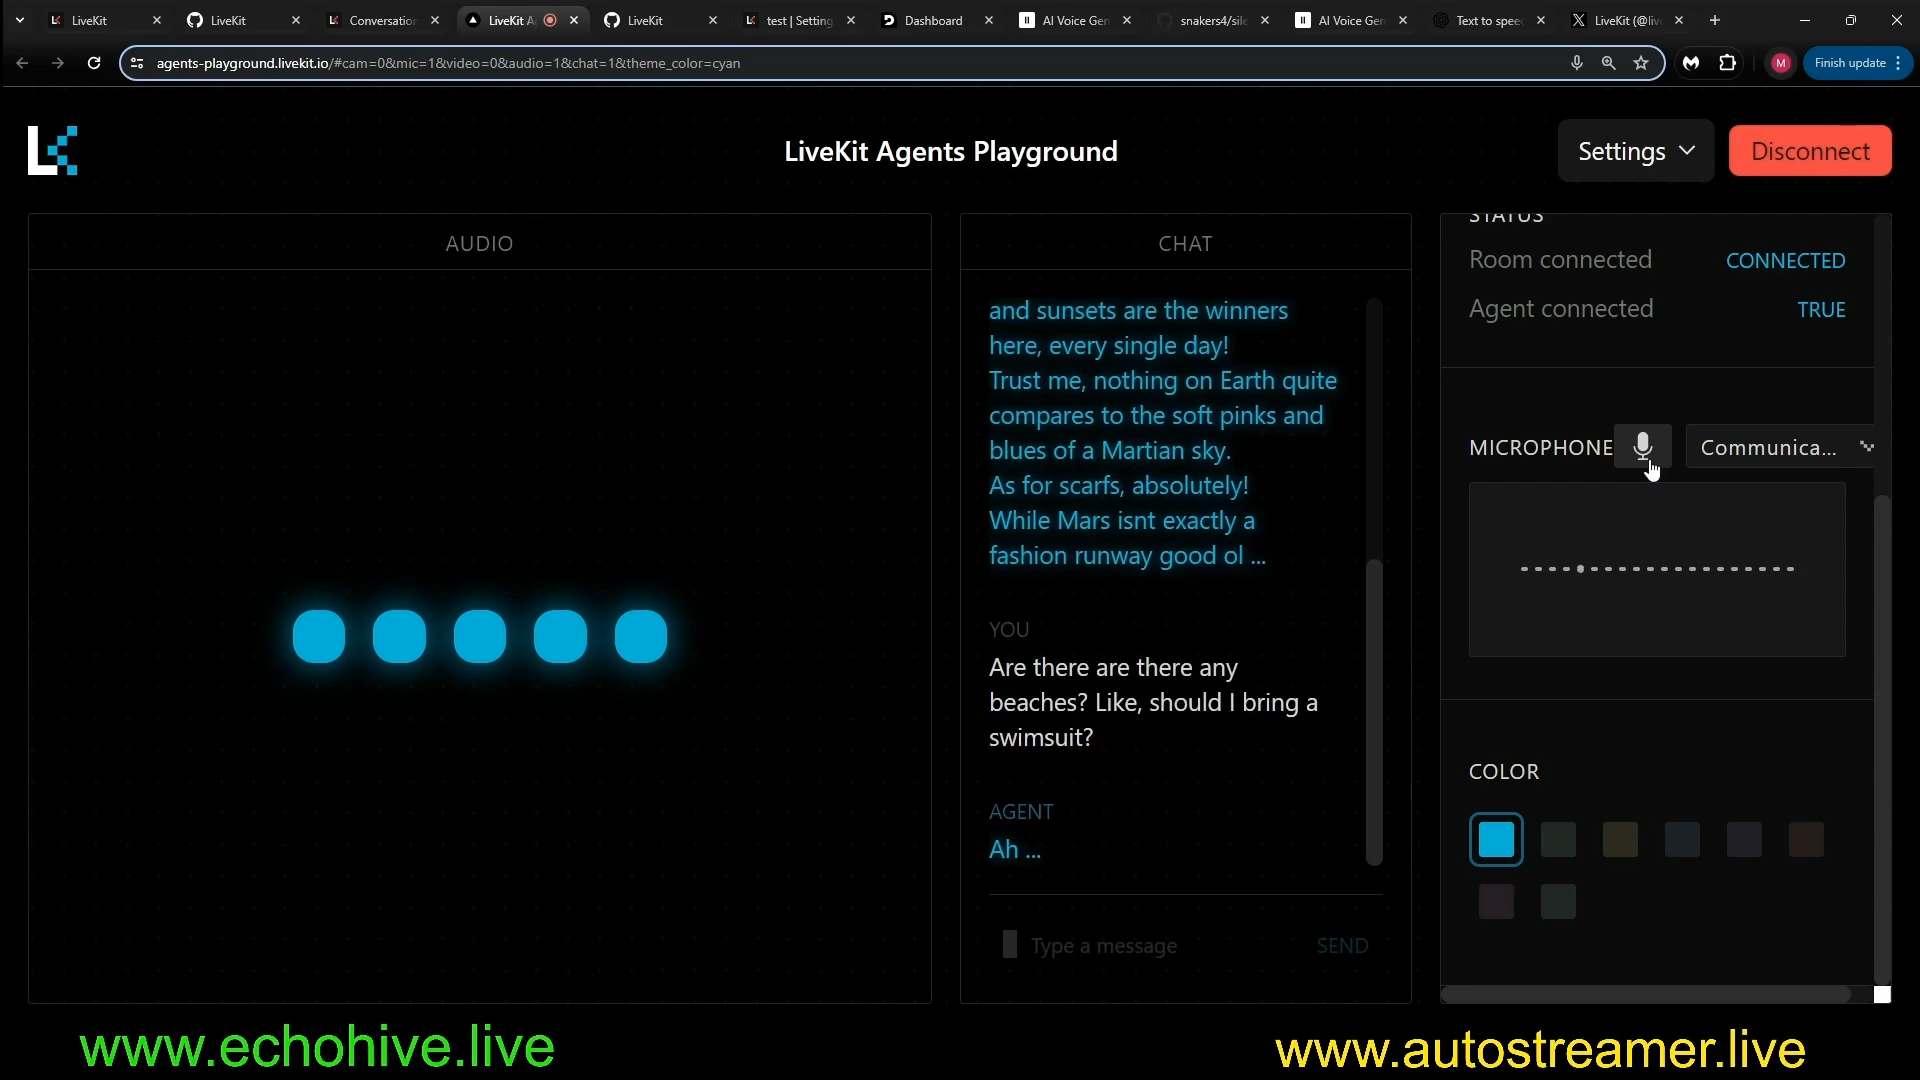 LiveKit
LiveKit
Conversation
LiveKit A
LiveKit
test | Setting
Dashboard
AI Voice Gen
snakers4/sile
AI Voice Gen
Text to spee
LiveKit (@liv
agents-playground.livekit.io/#cam=0&mic=1&video=0&audio=1&chat=1&theme_color=cyan
M
Finish update
LiveKit Agents Playground
Settings
Disconnect
AUDIO
CHAT
and sunsets are the winners
here, every single day!
Trust me, nothing on Earth quite
compares to the soft pinks and
blues of a Martian sky.
As for scarfs, absolutely!
While Mars isnt exactly a
fashion runway good ol ...
YOU
Are there are there any
beaches? Like, should I bring a
swimsuit?
AGENT
Ah ...
Type a message
SEND
STATUS
Room connected
CONNECTED
Agent connected
TRUE
MICROPHONE
Communica...
COLOR
www.echohive.live
www.autostreamer.live